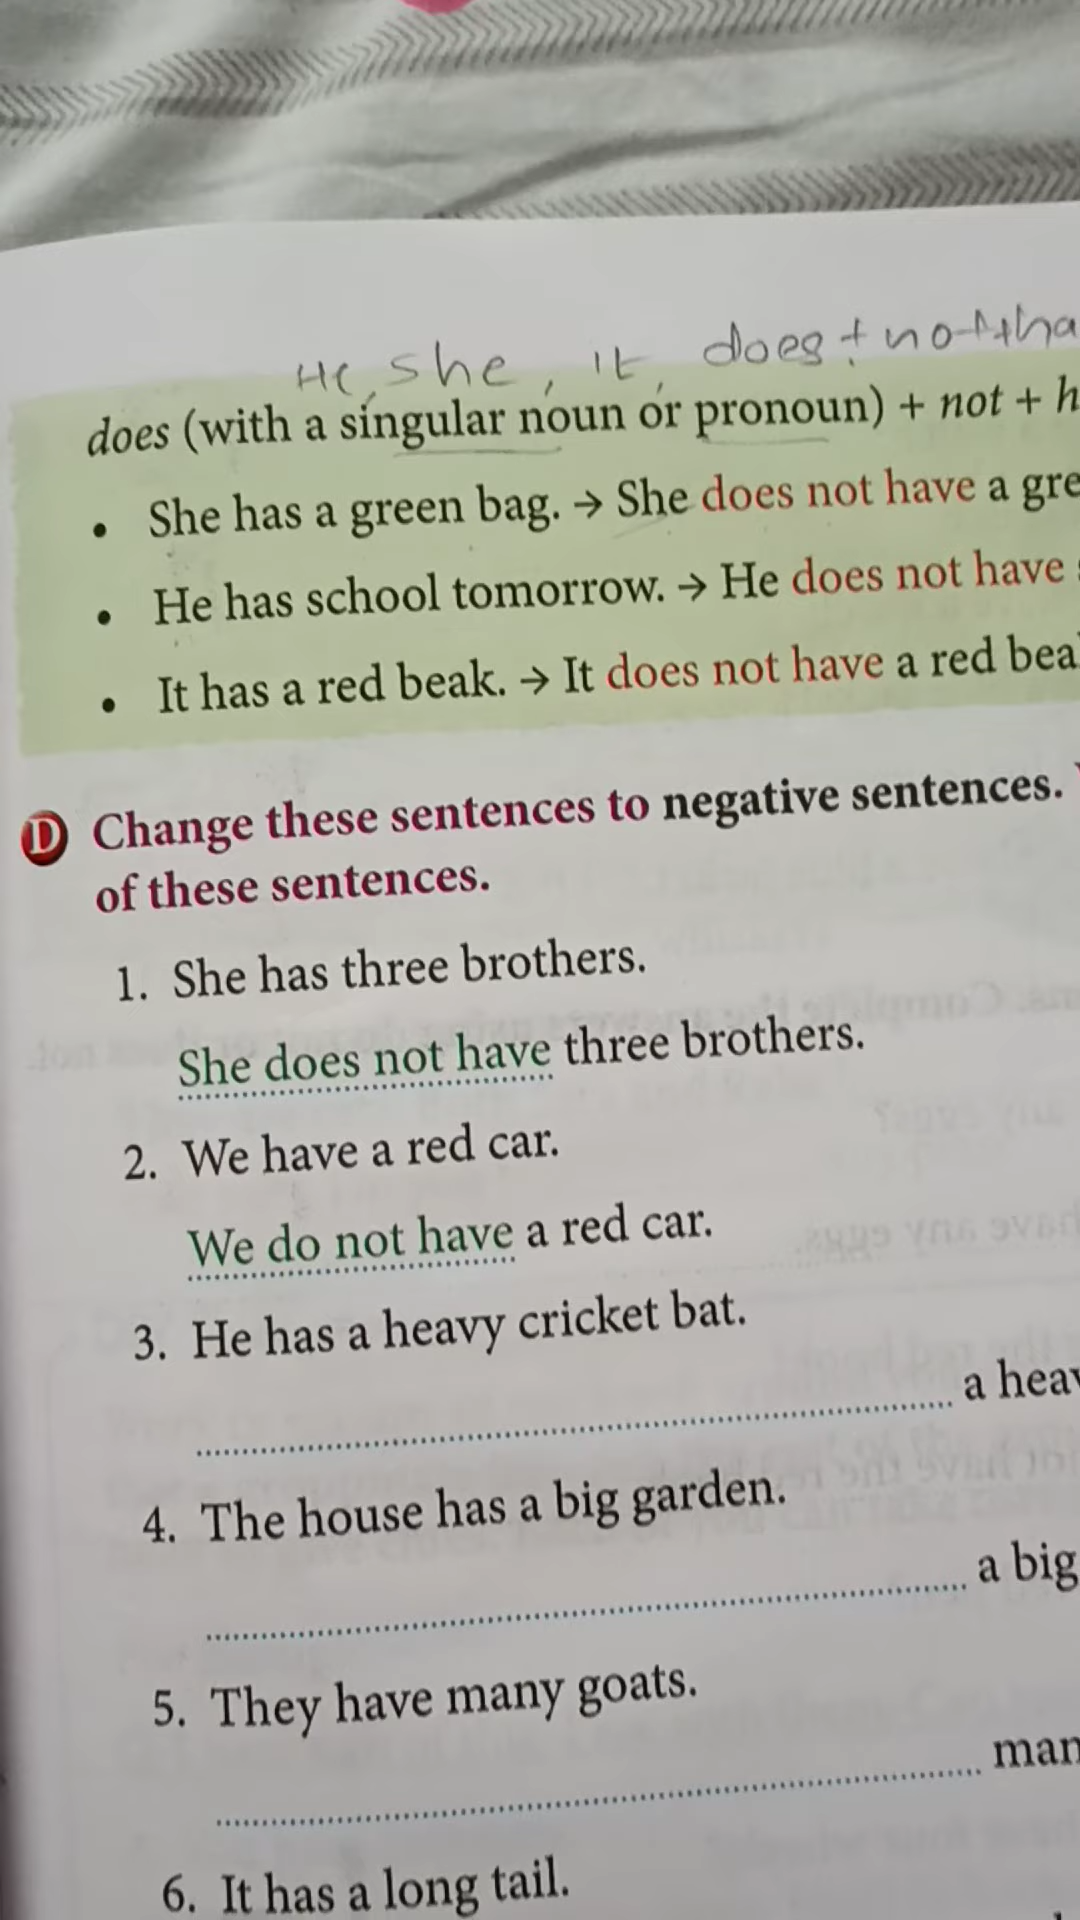 He, she, it, does + not +ha
does (with a singular noun or pronoun) + not + h
• She has a green bag. → She does not have a gre
• He has school tomorrow. → He does not have
• It has a red beak. → It does not have a red bea
D Change these sentences to negative sentences.
of these sentences.
1. She has three brothers.
She does not have three brothers.
2. We have a red car.
We do not have a red car.
3. He has a heavy cricket bat.
a heav
4. The house has a big garden.
a big
5. They have many goats.
man
6. It has a long tail.